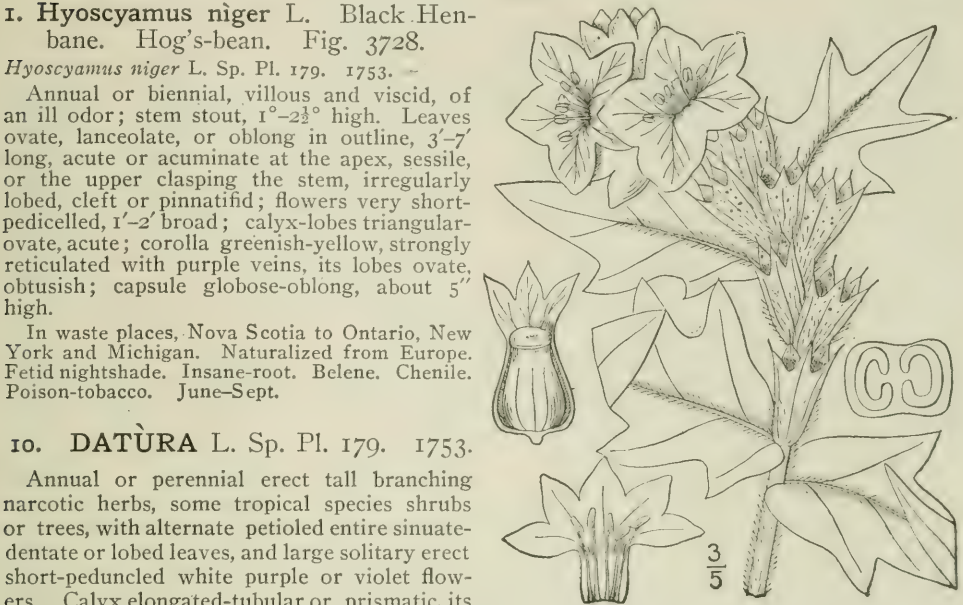 1. Hyoscyamus nìger L. Black Hen-
bane. Hog's-bean. Fig. 3728.
Hyoscyamus niger L. Sp. Pl. 179. 1753.
Annual or biennial, villous and viscid, of
an ill odor; stem stout, 1°–2½° high. Leaves
ovate, lanceolate, or oblong in outline, 3′–7′
long, acute or acuminate at the apex, sessile,
or the upper clasping the stem, irregularly
lobed, cleft or pinnatifid; flowers very short-
pedicelled, 1′–2′ broad; calyx-lobes triangular-
ovate, acute; corolla greenish-yellow, strongly
reticulated with purple veins, its lobes ovate,
obtusish; capsule globose-oblong, about 5″
high.
In waste places, Nova Scotia to Ontario, New
York and Michigan. Naturalized from Europe.
Fetid nightshade. Insane-root. Belene. Chenile.
Poison-tobacco. June–Sept.
10. DATÙRA L. Sp. Pl. 179. 1753.
Annual or perennial erect tall branching
narcotic herbs, some tropical species shrubs
or trees, with alternate petioled entire sinuate-
dentate or lobed leaves, and large solitary erect
short-peduncled white purple or violet flow-
ers. Calyx elongated-tubular or prismatic, its
3/5